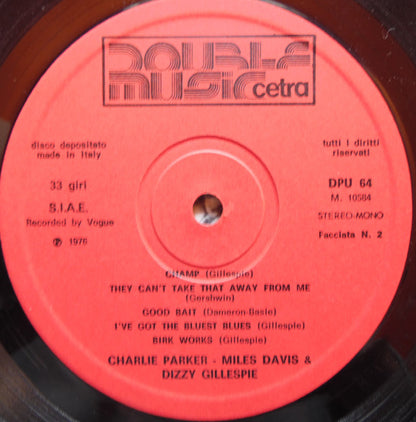 DOUBLE
MUSIC cetra
disco depositato
made in Italy
tutti i diritti
riservati
33 giri
S.I.A.E.
Recorded by Vogue
℗ 1976
DPU 64
M. 10584
STEREO-MONO
Facciata N. 2
CHAMP (Gillespie)
THEY CAN'T TAKE THAT AWAY FROM ME
(Gershwin)
GOOD BAIT (Dameron-Basie)
I'VE GOT THE BLUEST BLUES (Gillespie)
BIRK WORKS (Gillespie)
CHARLIE PARKER - MILES DAVIS &
DIZZY GILLESPIE